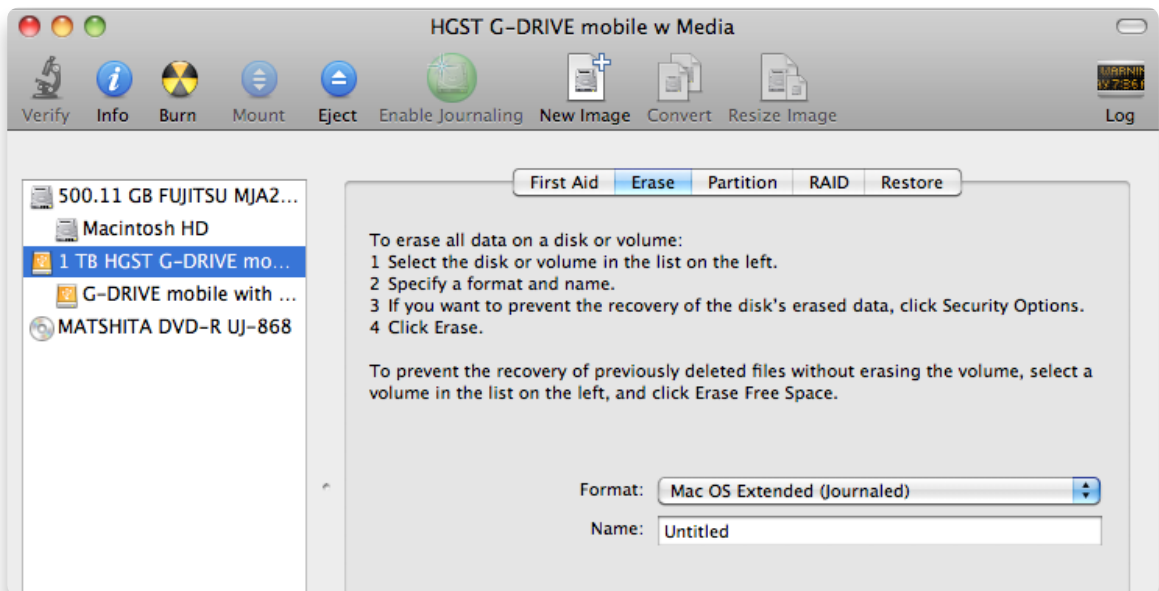 HGST G-DRIVE mobile w Media
Verify Info Burn Mount Eject Enable Journaling New Image Convert Resize Image Log
First Aid Erase Partition RAID Restore
500.11 GB FUJITSU MJA2...
Macintosh HD
1 TB HGST G-DRIVE mo...
G-DRIVE mobile with ...
MATSHITA DVD-R UJ-868
To erase all data on a disk or volume:
1 Select the disk or volume in the list on the left.
2 Specify a format and name.
3 If you want to prevent the recovery of the disk's erased data, click Security Options.
4 Click Erase.
To prevent the recovery of previously deleted files without erasing the volume, select a
volume in the list on the left, and click Erase Free Space.
Format: Mac OS Extended (Journaled)
Name: Untitled